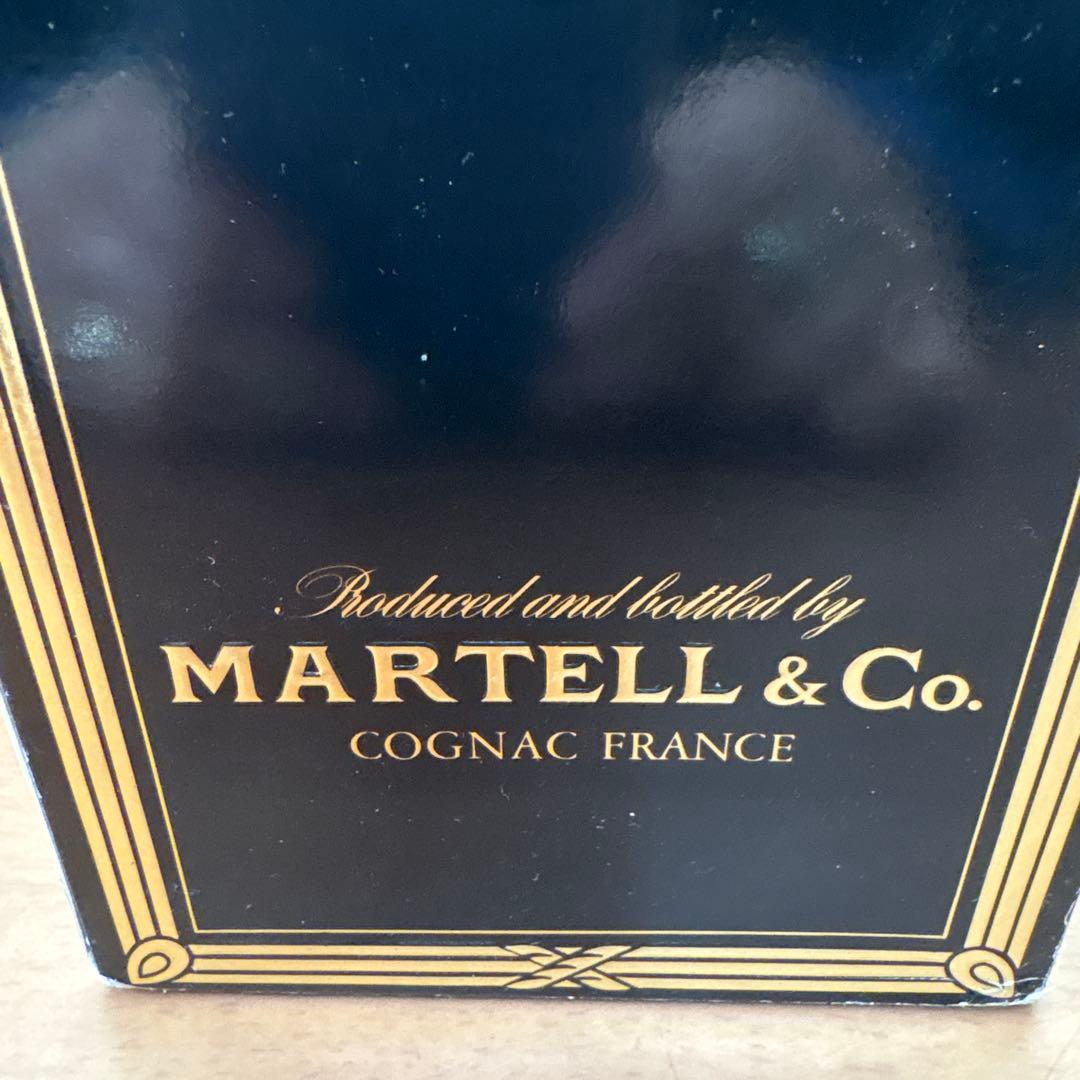 Produced and bottled by
MARTELL & Co.
COGNAC FRANCE